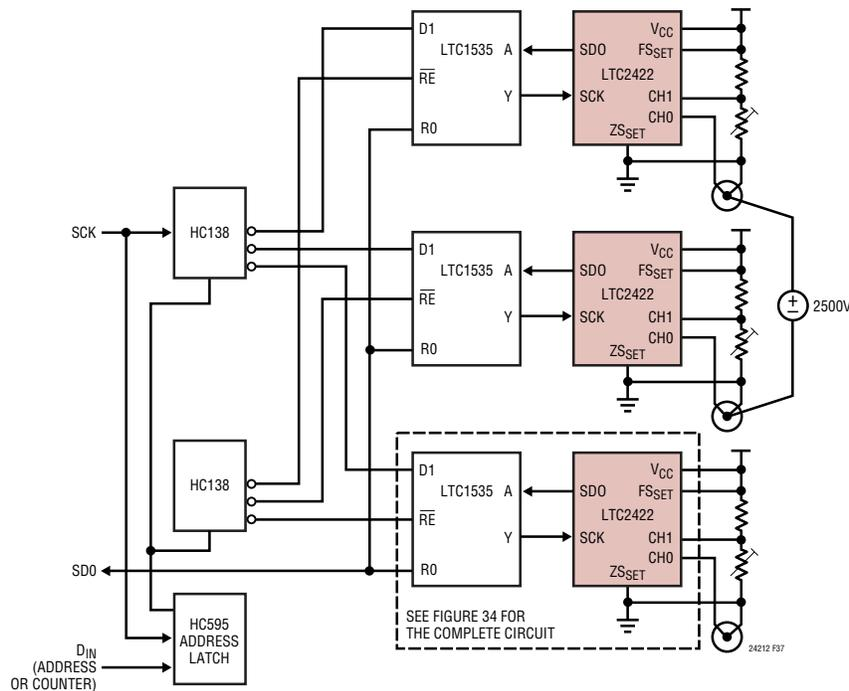 D1
LTC1535
A
RE
Y
R0
VCC
SDO
FSSET
LTC2422
SCK
CH1
CH0
ZSSET
SCK
HC138
D1
LTC1535
A
RE
Y
R0
VCC
SDO
FSSET
LTC2422
SCK
CH1
CH0
ZSSET
2500V
HC138
D1
LTC1535
A
RE
Y
R0
VCC
SDO
FSSET
LTC2422
SCK
CH1
CH0
ZSSET
SD0
HC595
ADDRESS
LATCH
DIN
(ADDRESS
OR COUNTER)
SEE FIGURE 34 FOR
THE COMPLETE CIRCUIT
24212 F37